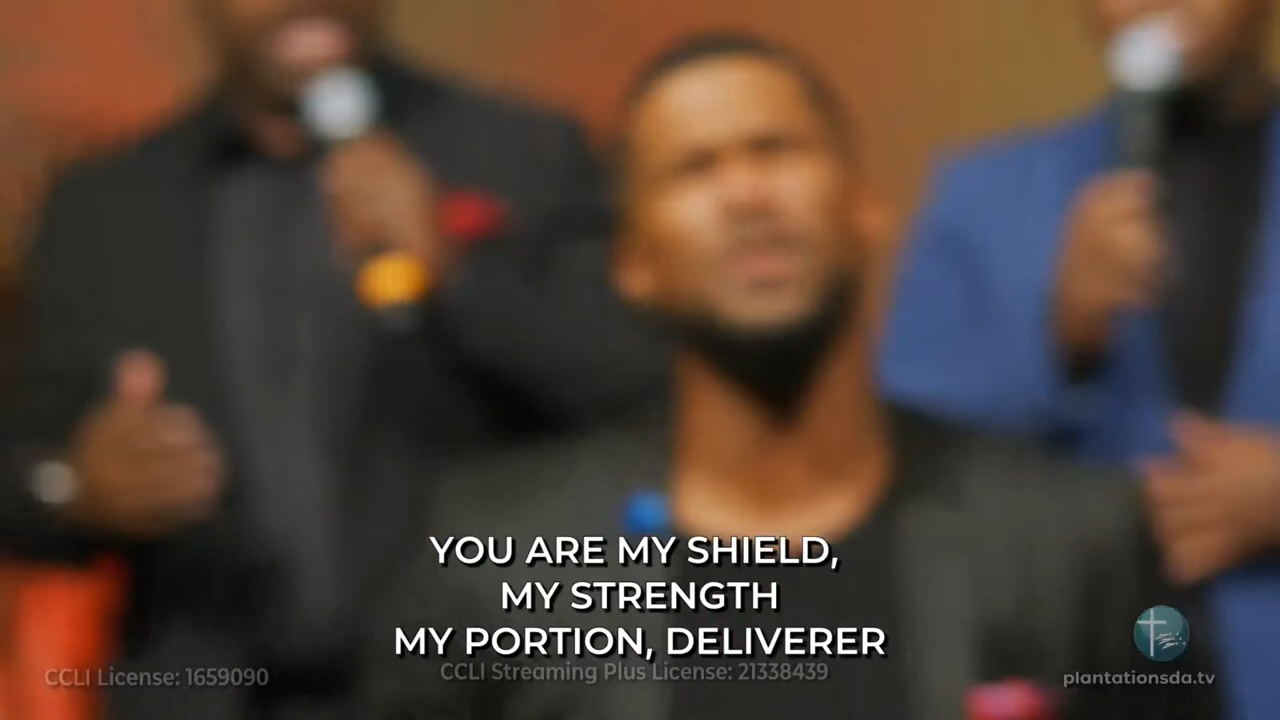 YOU ARE MY SHIELD,
MY STRENGTH
MY PORTION, DELIVERER
CCLI License: 1659090
CCLI Streaming Plus License: 21338439
plantationsda.tv